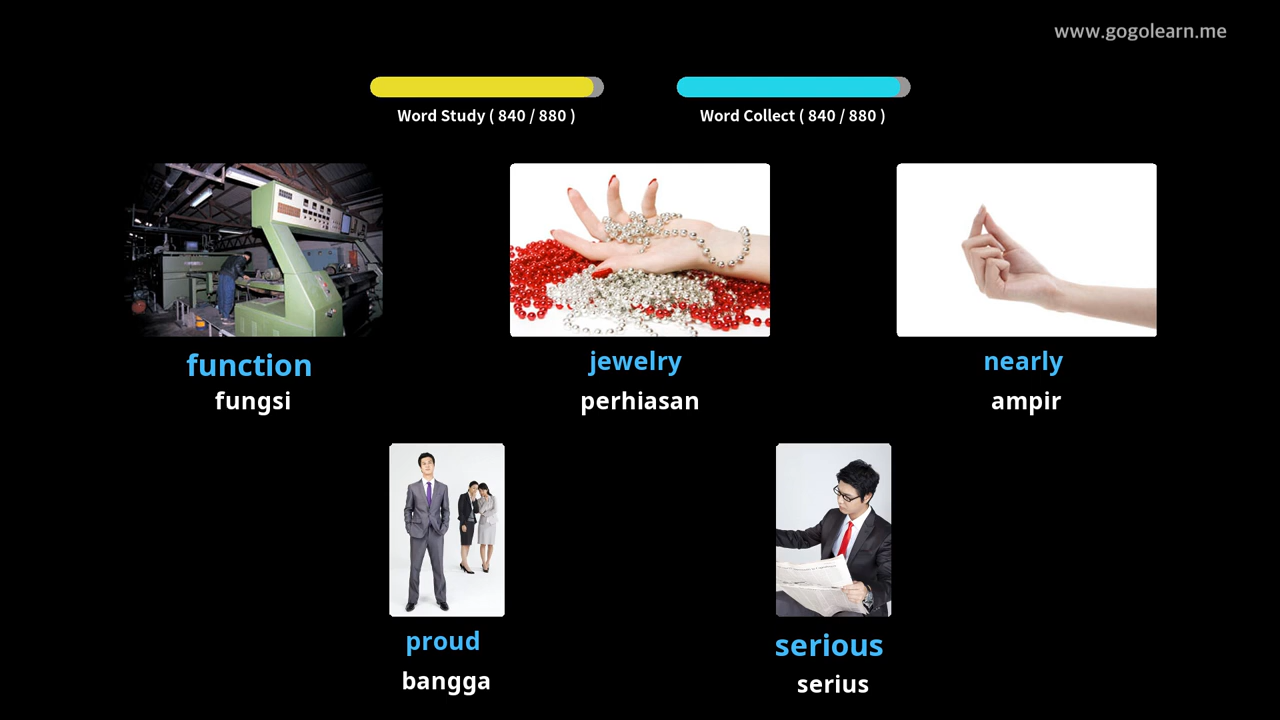 www.gogolearn.me
Word Study ( 840 / 880 )
Word Collect ( 840 / 880 )
function
fungsi
jewelry
perhiasan
nearly
ampir
proud
bangga
serious
serius